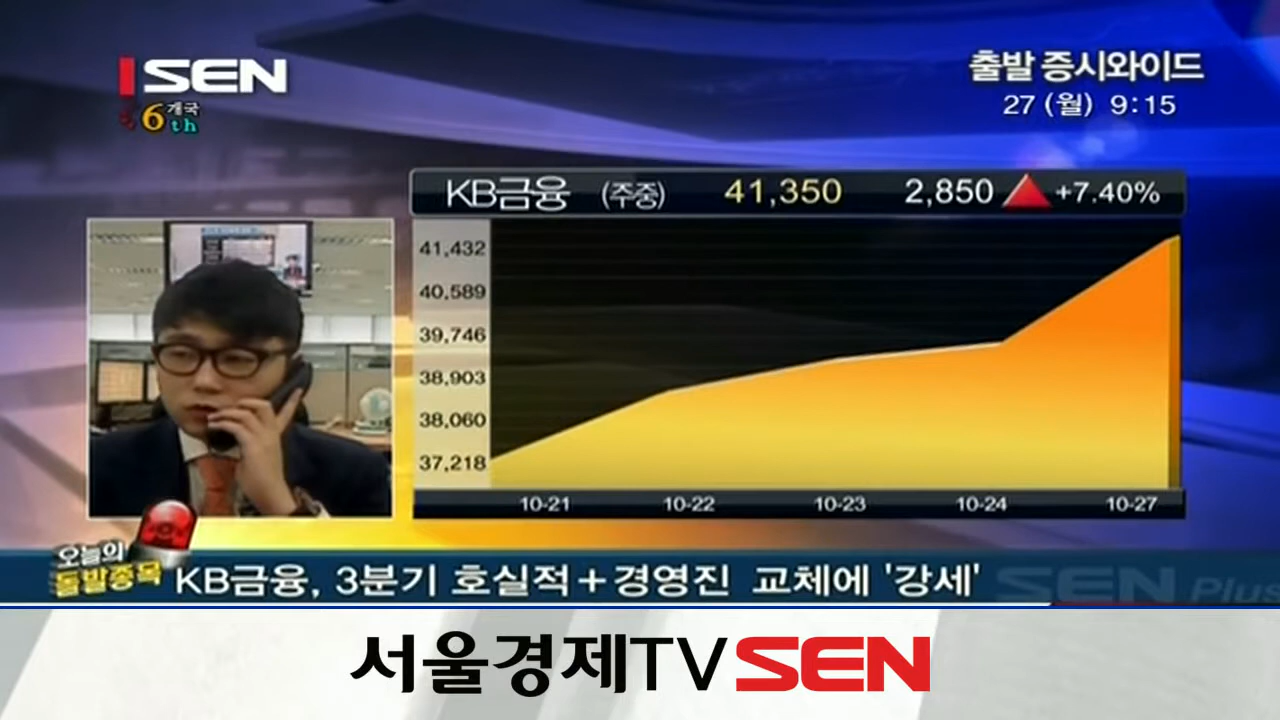 SEN
6 개국
th
출발 증시와이드
27 (월) 9:15
KB금융 (주중) 41,350 2,850 ▲ +7.40%
41,432
40,589
39,746
38,903
38,060
37,218
10-21 10-22 10-23 10-24 10-27
오늘의
돌발종목
KB금융, 3분기 호실적+경영진 교체에 '강세'
SEN Plus
서울경제TV SEN